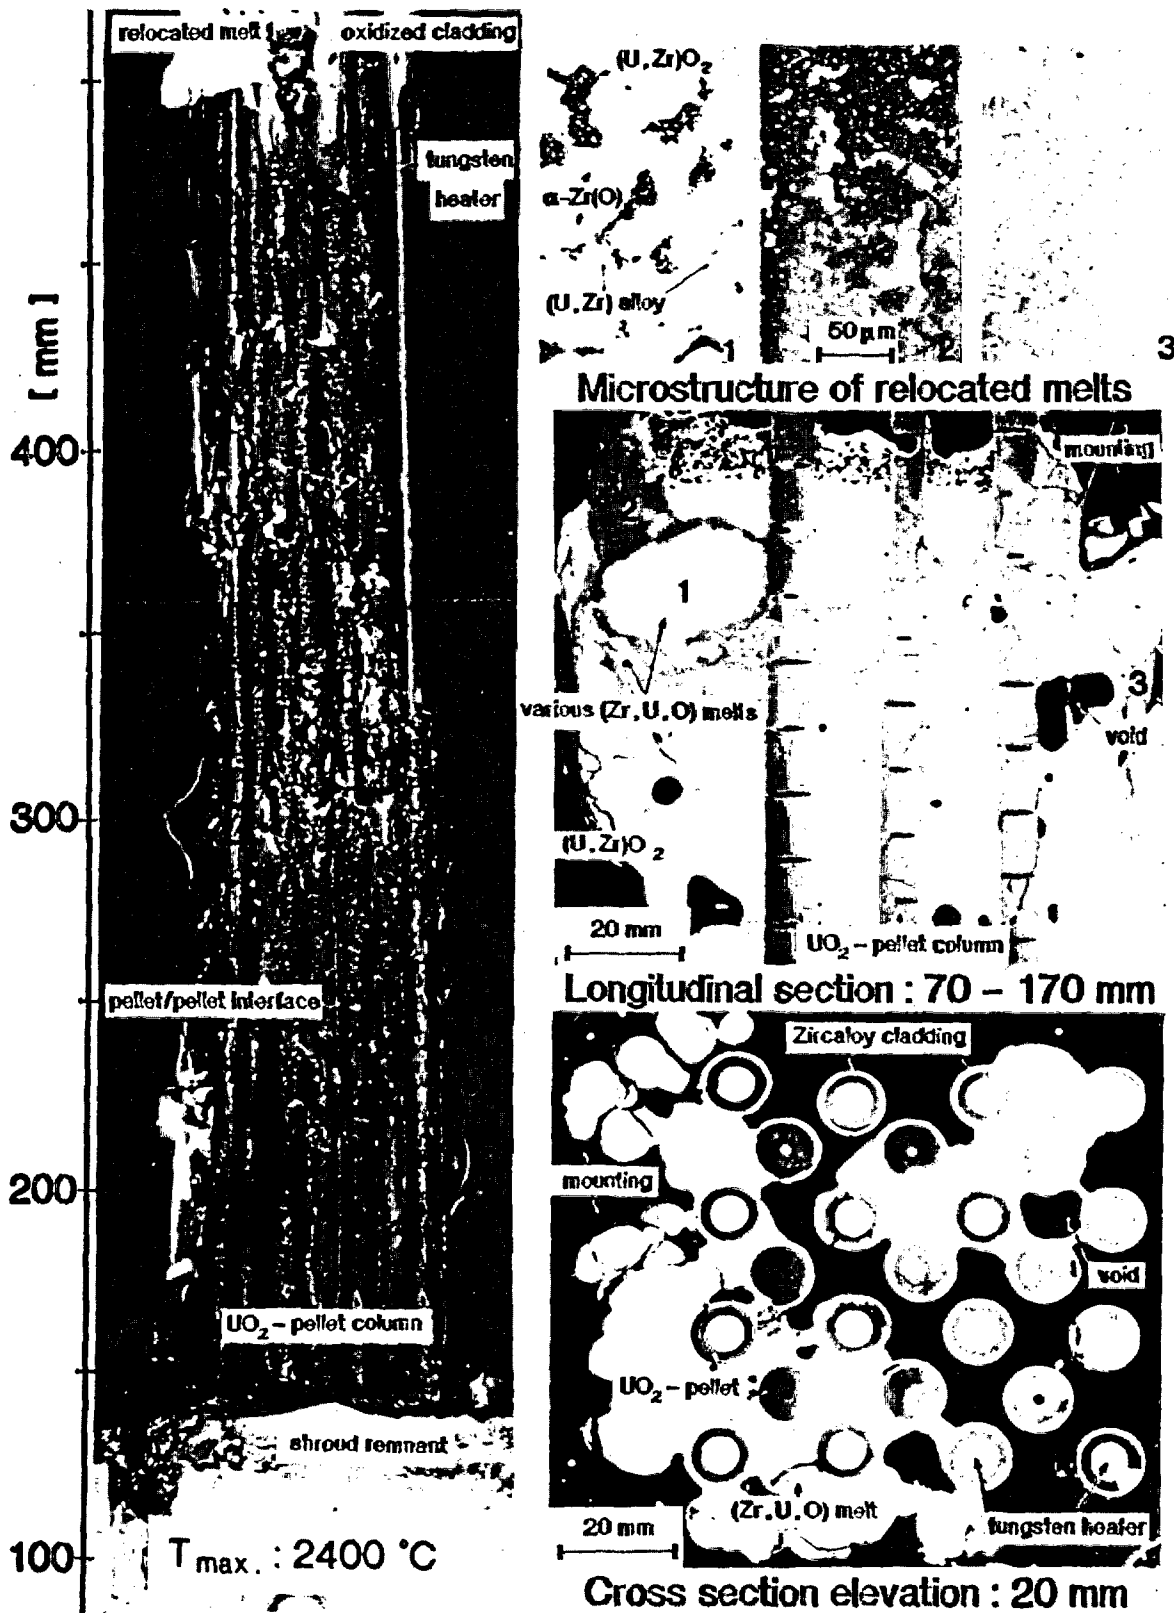 relocated melt
oxidized cladding
tungsten
heater
[mm]
400
300
pellet/pellet interface
200
UO₂ – pellet column
shroud remnant
100
T max. : 2400 °C
(U,Zr)O₂
α-Zr(O)
(U,Zr) alloy
1
50 µm
2
3
Microstructure of relocated melts
mounting
2
1
various (Zr,U,O) melts
3
void
(U,Zr)O₂
20 mm
UO₂ – pellet column
Longitudinal section : 70 – 170 mm
Zircaloy cladding
mounting
void
UO₂ – pellet
(Zr,U,O) melt
20 mm
tungsten heater
Cross section elevation : 20 mm